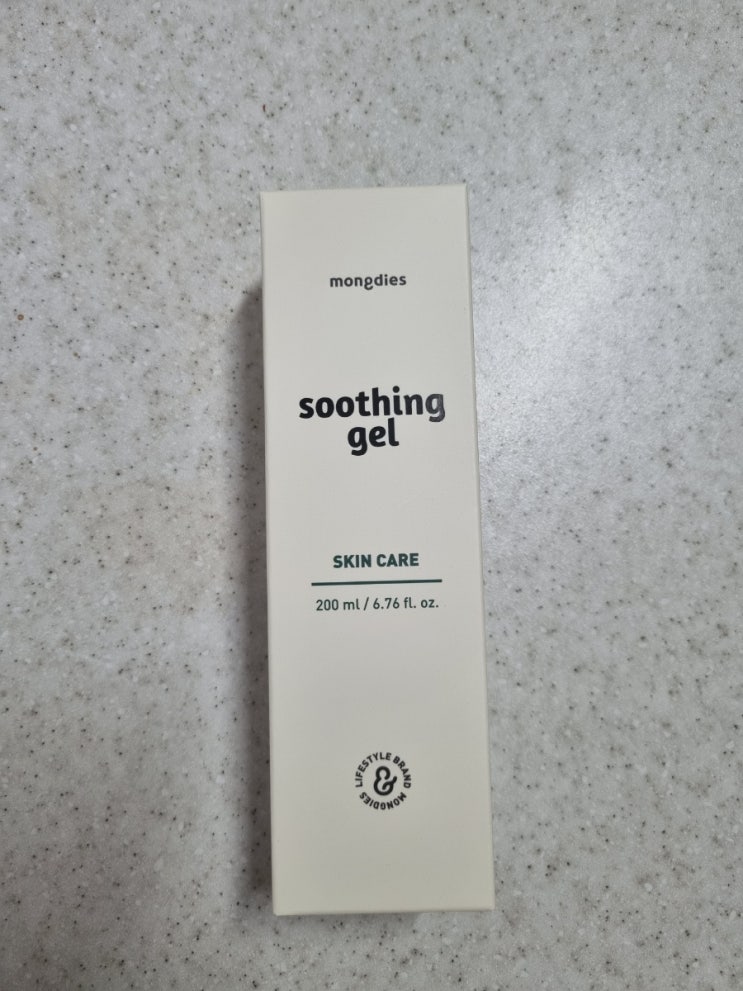 mongdies
soothing
gel
SKIN CARE
200 ml / 6.76 fl. oz.
LIFESTYLE BRAND MONGDIES
&